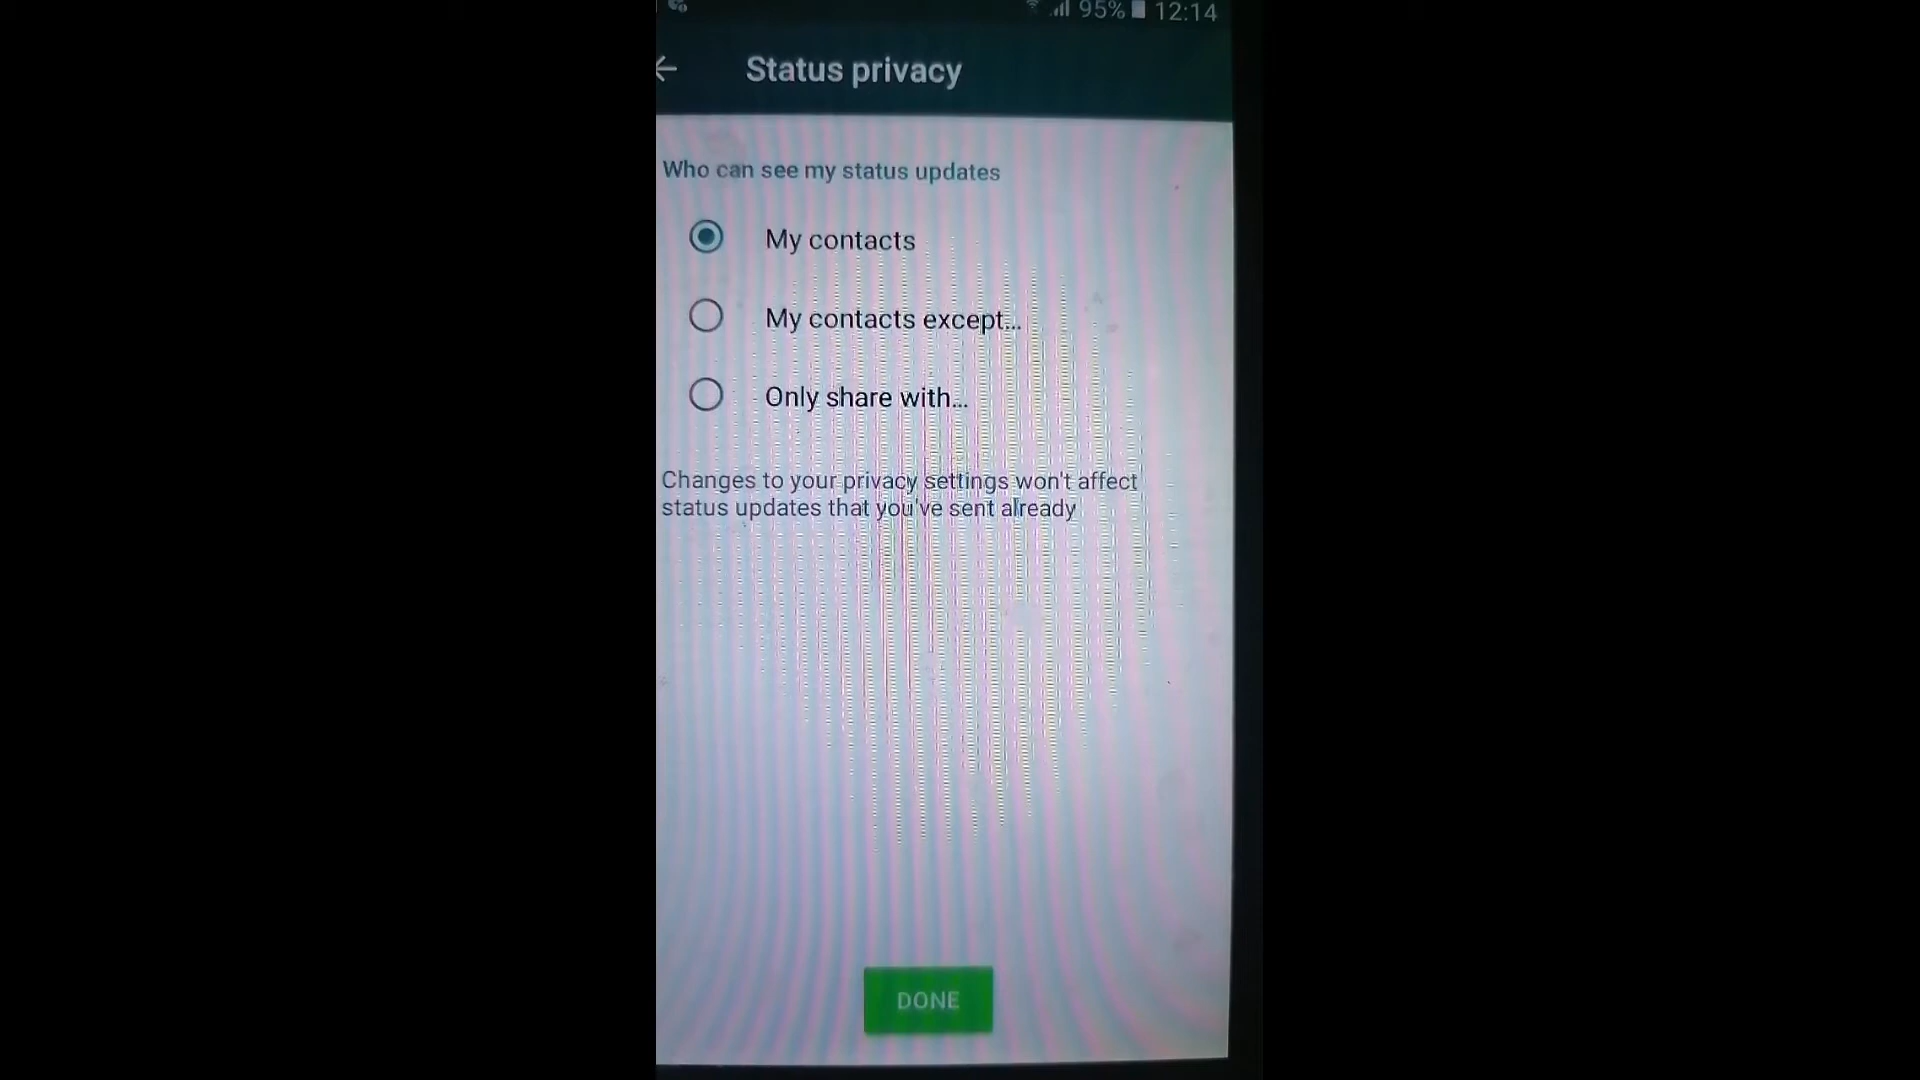 95% 12:14
Status privacy
Who can see my status updates
My contacts
My contacts except...
Only share with...
Changes to your privacy settings won't affect
status updates that you've sent already
DONE